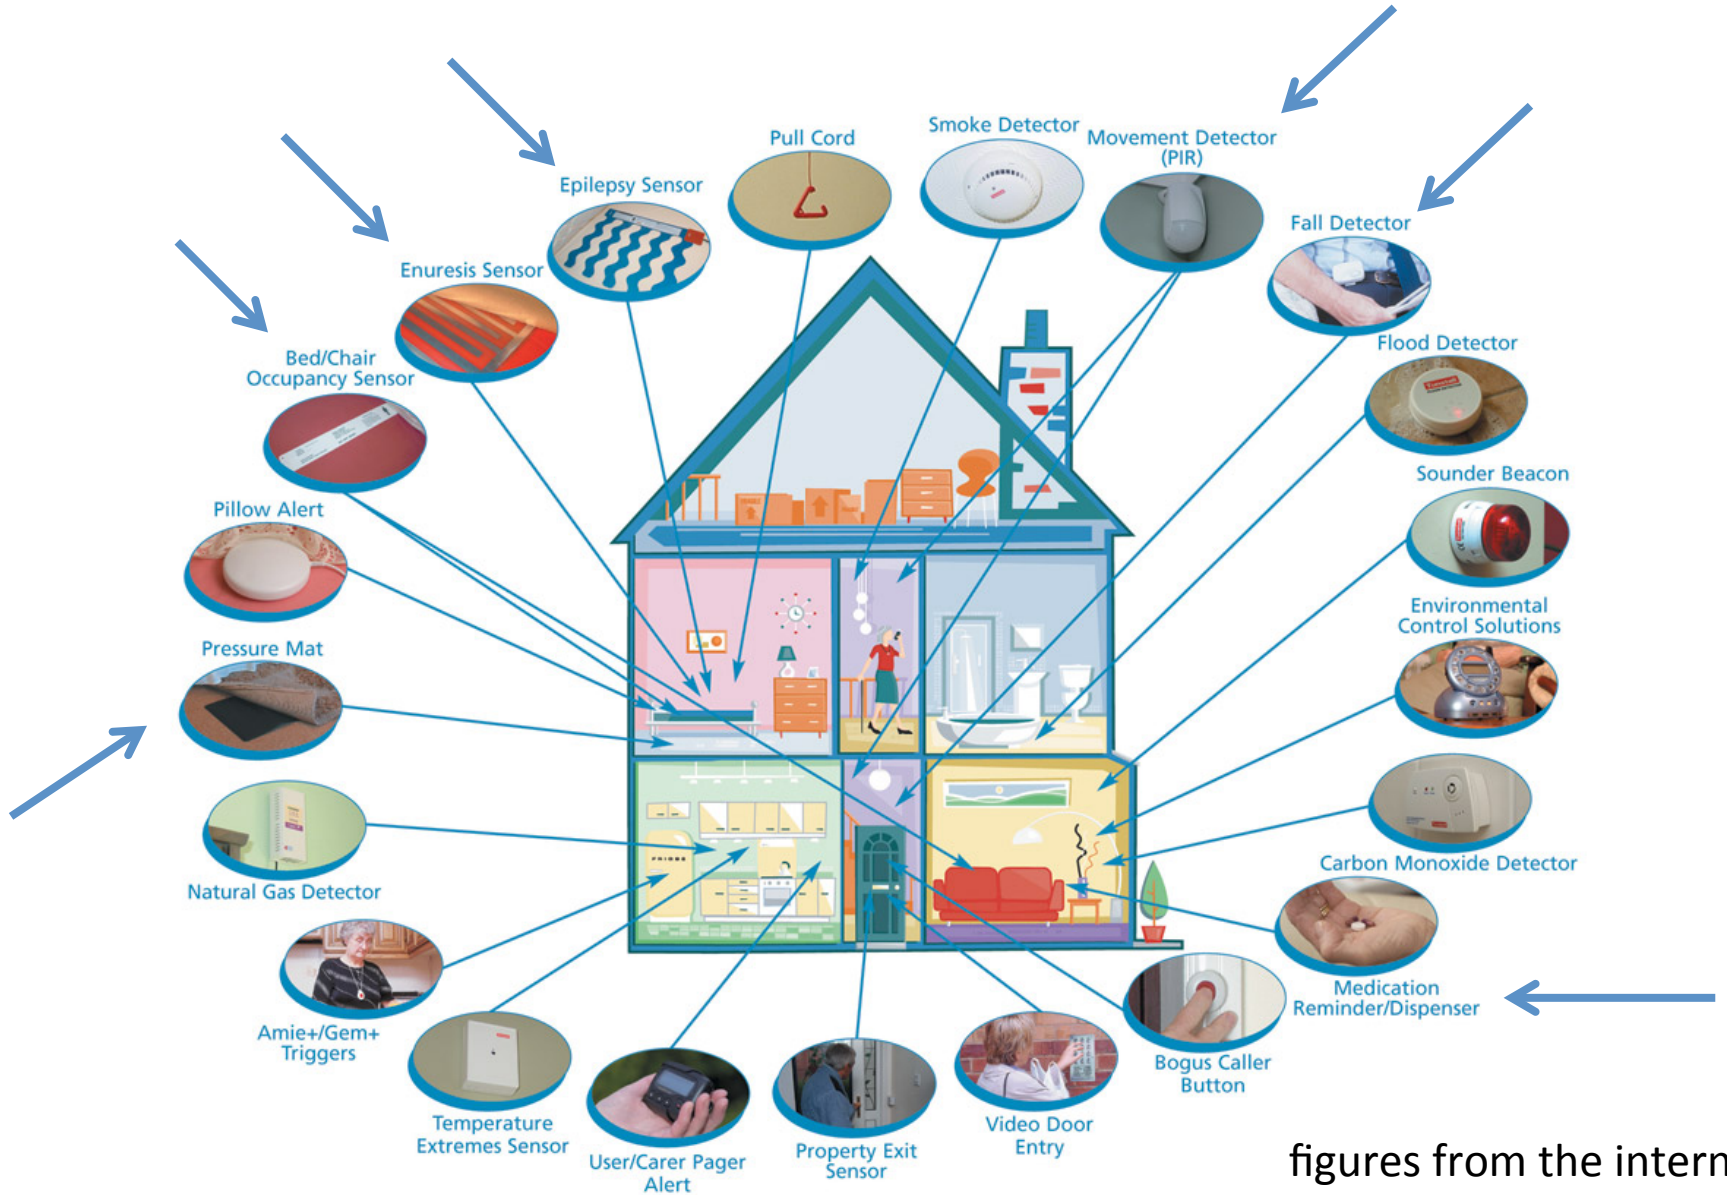 Pull Cord
Smoke Detector
Movement Detector
(PIR)
Epilepsy Sensor
Fall Detector
Enuresis Sensor
Flood Detector
Bed/Chair
Occupancy Sensor
Sounder Beacon
Pillow Alert
Environmental
Control Solutions
Pressure Mat
FRIDGE
Carbon Monoxide Detector
Natural Gas Detector
Medication
Reminder/Dispenser
Amie+/Gem+
Triggers
Bogus Caller
Button
Temperature
Extremes Sensor
User/Carer Pager
Alert
Property Exit
Sensor
Video Door
Entry
figures from the intern